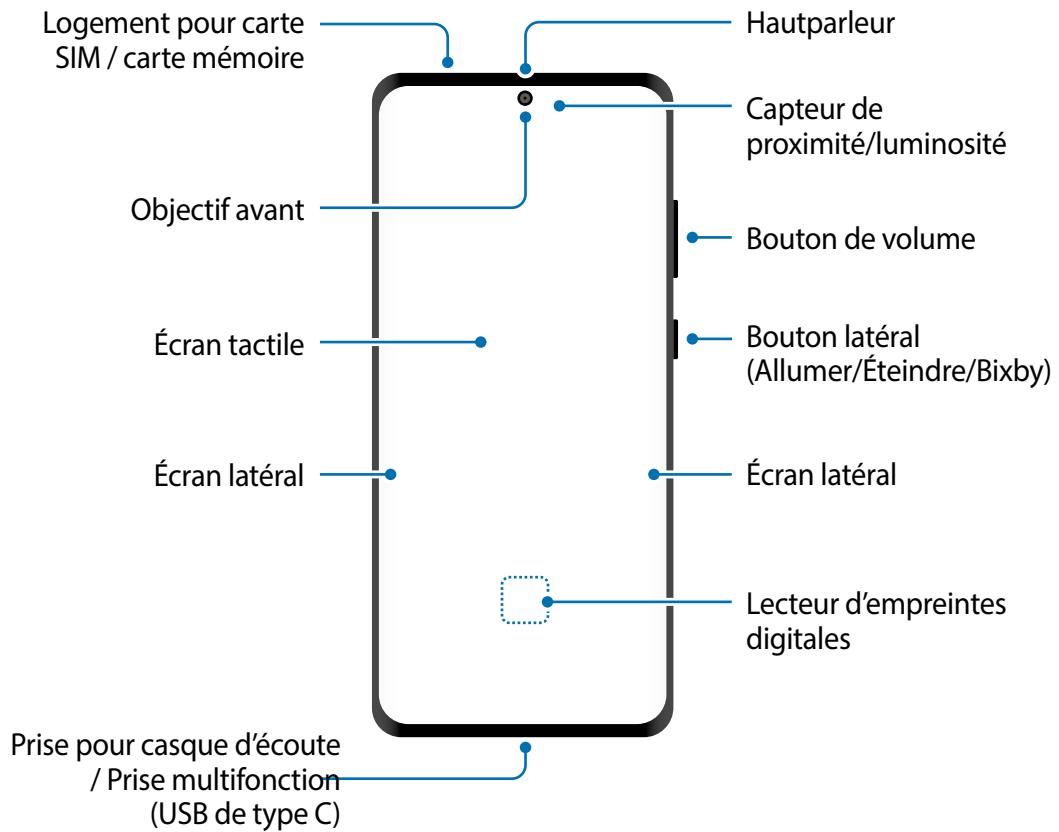 Logement pour carte
SIM / carte mémoire
Hautparleur
Capteur de
proximité/luminosité
Objectif avant
Bouton de volume
Écran tactile
Bouton latéral
(Allumer/Éteindre/Bixby)
Écran latéral
Écran latéral
Lecteur d’empreintes
digitales
Prise pour casque d’écoute
/ Prise multifonction
(USB de type C)